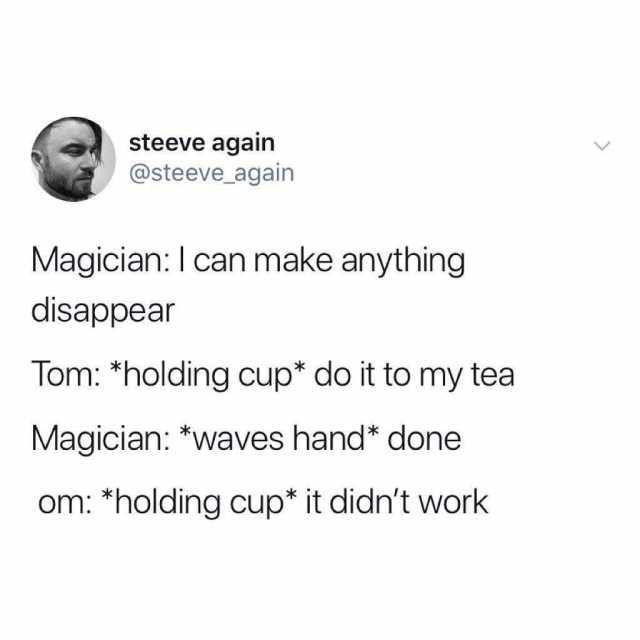 steeve again
@steeve_again
Magician: I can make anything
disappear
Tom: *holding cup* do it to my tea
Magician: *waves hand* done
om: *holding cup* it didn't work